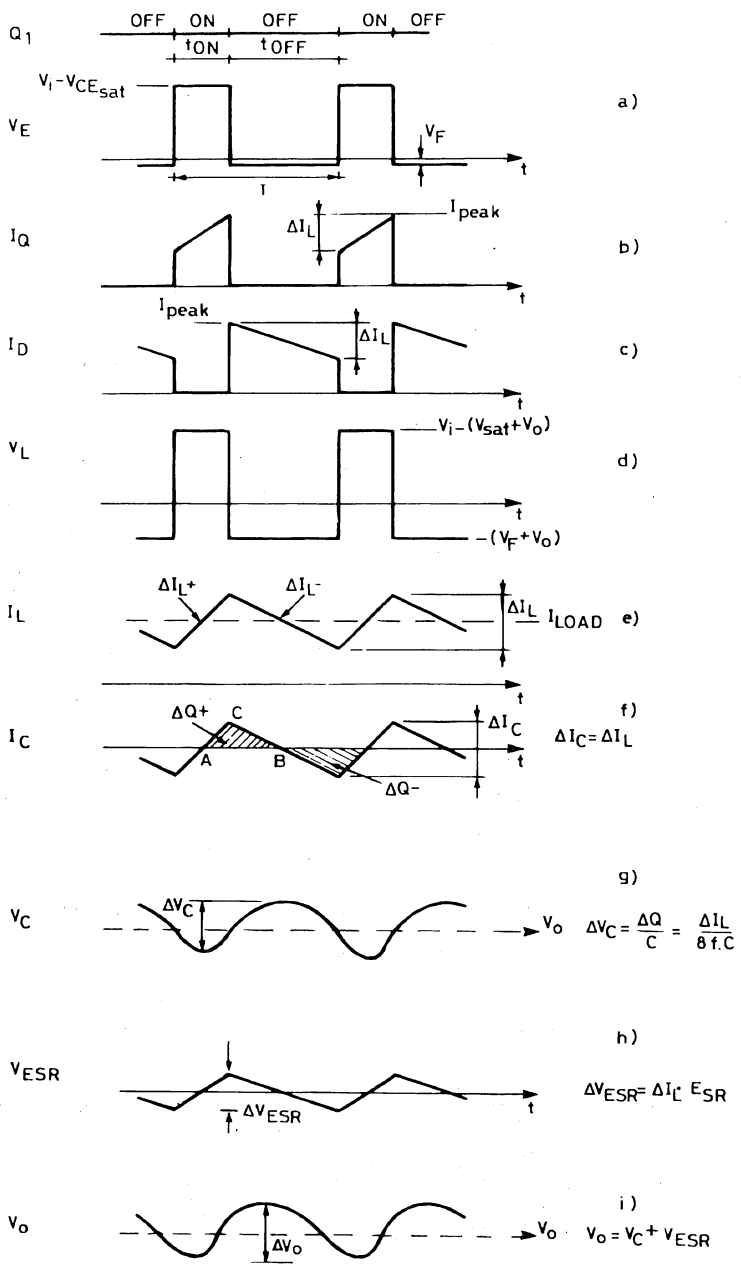 OFF ON OFF ON OFF
Q1
tON tOFF
Vi-VCEsat
a)
VE
VF
t
T
Ipeak
IQ
ΔIL
b)
t
Ipeak
ID
ΔIL
c)
t
Vi-(Vsat+Vo)
VL
d)
t
-(VF+Vo)
ΔIL+ ΔIL-
IL
ΔIL
ILOAD e)
t
f)
ΔQ+ C
ΔIC
IC
ΔIC=ΔIL
A B
t
ΔQ-
g)
ΔVC
VC
Vo ΔVC= ΔQ/C = ΔIL/8 f.C
h)
VESR
ΔVESR=ΔIL· ESR
ΔVESR
t
i)
Vo
Vo Vo=VC+VESR
ΔVo